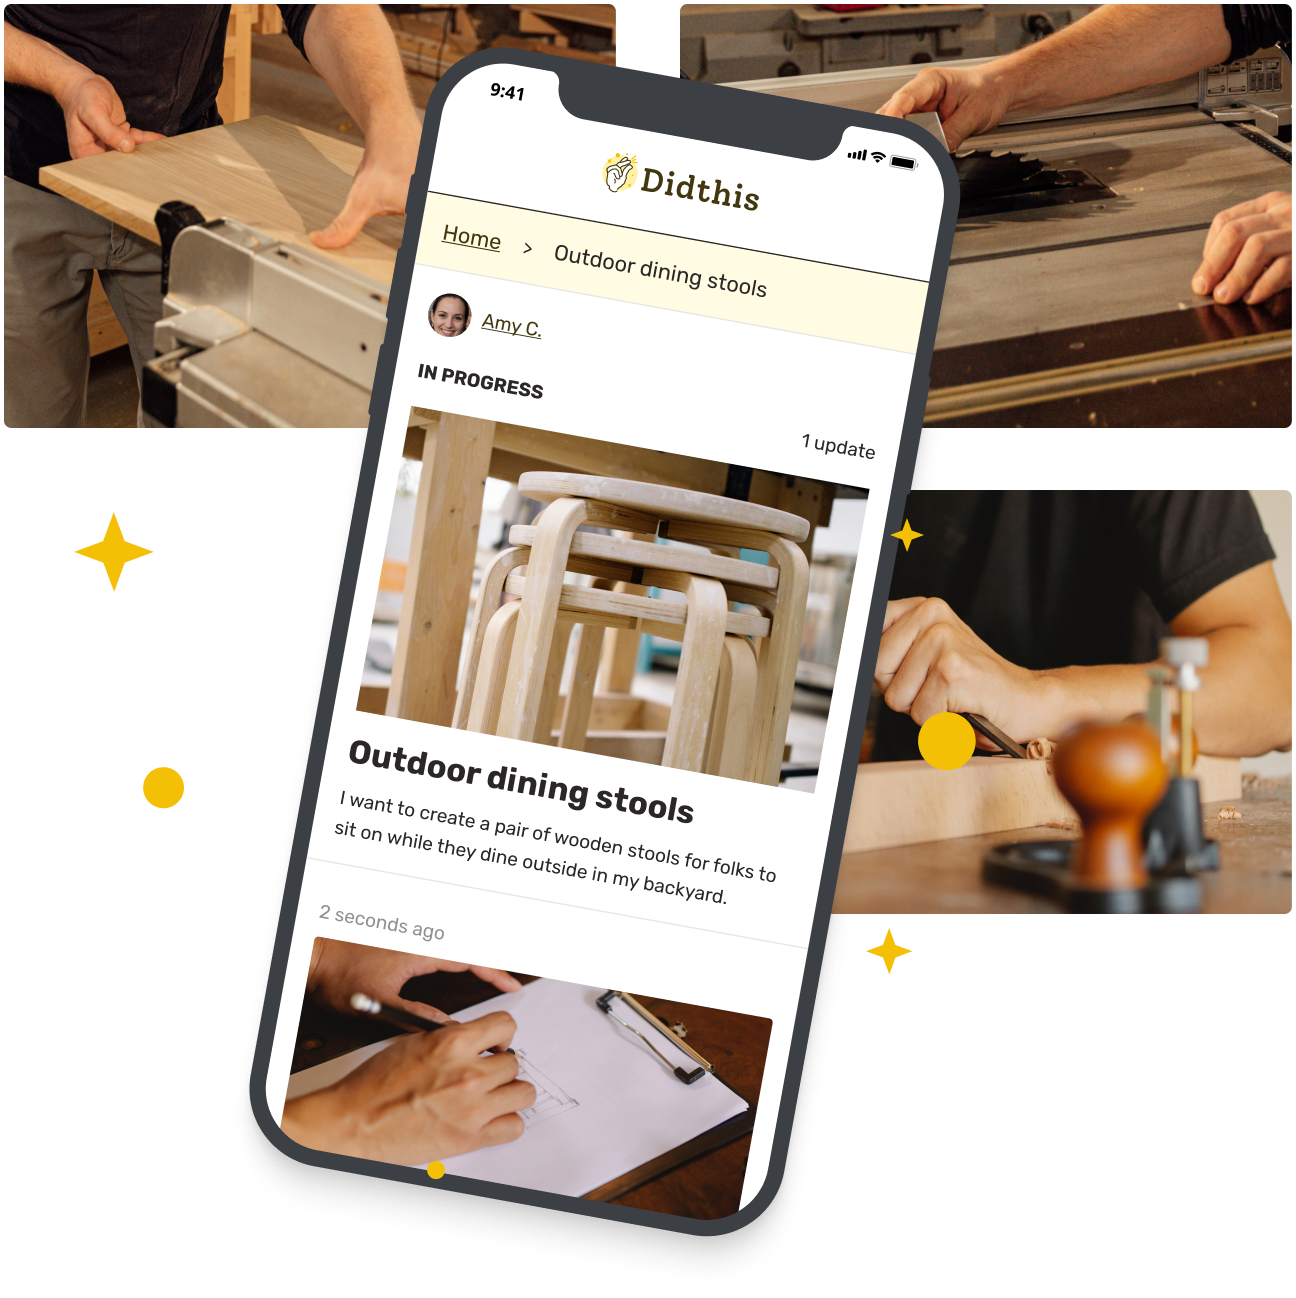 9:41
Didthis
Home > Outdoor dining stools
Amy C.
IN PROGRESS
1 update
Outdoor dining stools
I want to create a pair of wooden stools for folks to
sit on while they dine outside in my backyard.
2 seconds ago